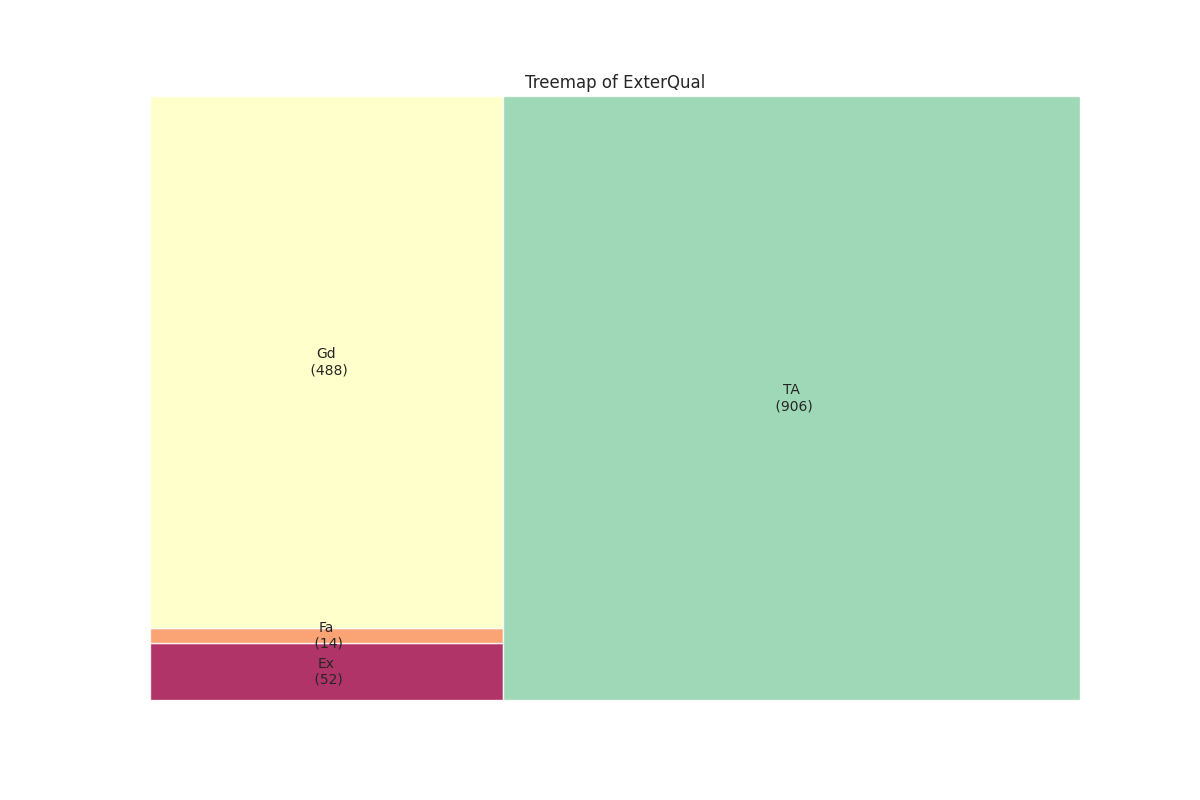 Treemap of ExterQual
Gd
(488)
TA
(906)
Fa
(14)
Ex
(52)